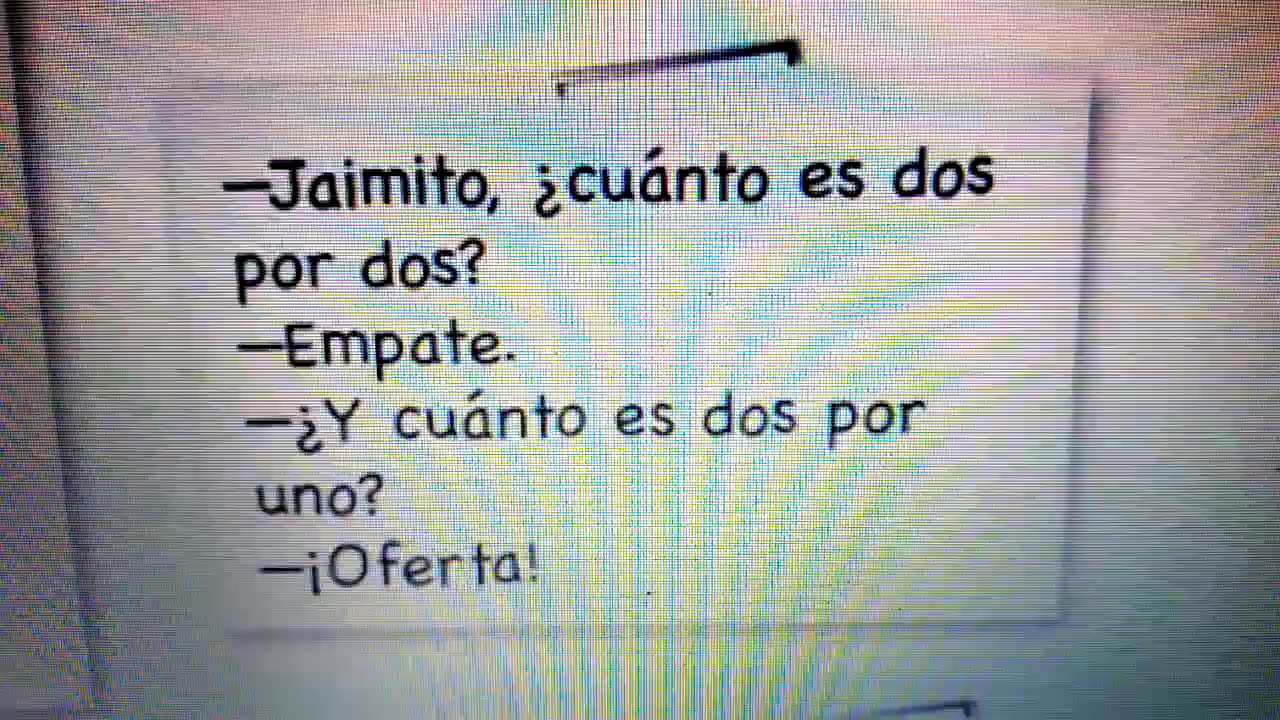 —Jaimito, ¿cuánto es dos
por dos?
—Empate.
—¿Y cuánto es dos por
uno?
—¡Oferta!